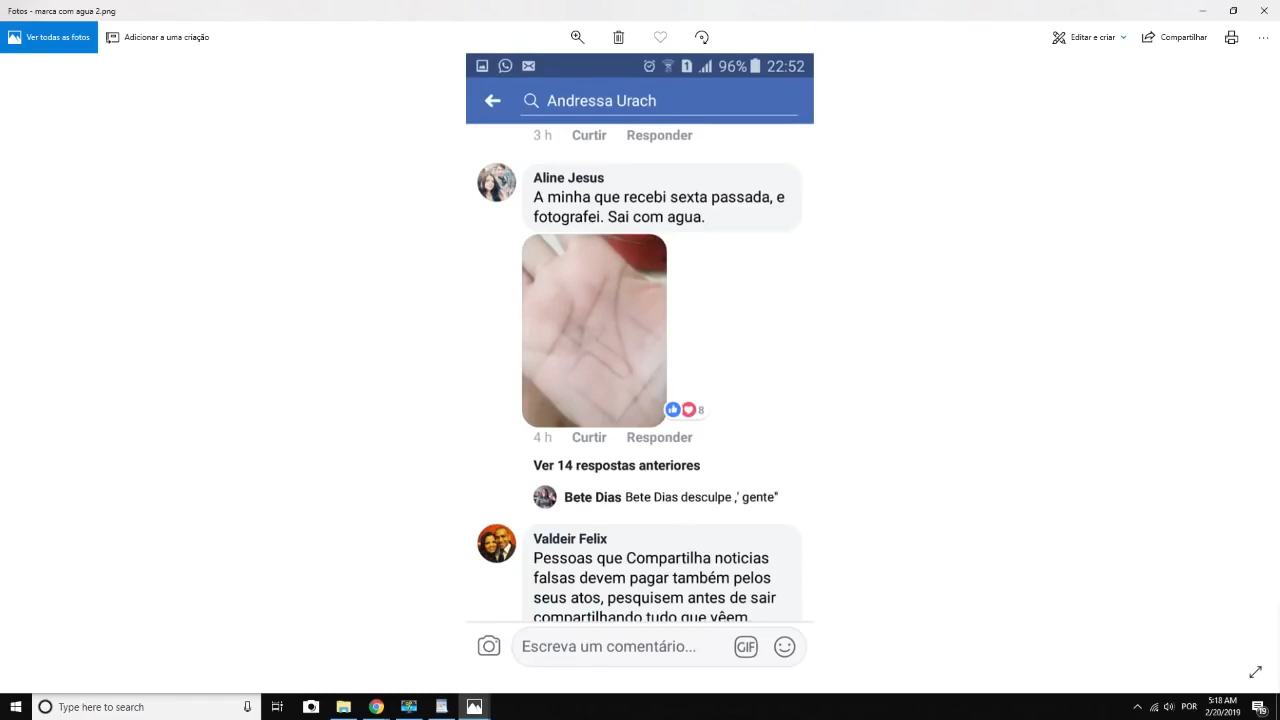 Fotos - marca com agua 2.png
Ver todas as fotos
Adicionar a uma criação
Editar e criar
Compartilhar
96% 22:52
Andressa Urach
3 h Curtir Responder
Aline Jesus
A minha que recebi sexta passada, e
fotografei. Sai com agua.
8
4 h Curtir Responder
Ver 14 respostas anteriores
Bete Dias Bete Dias desculpe ,' gente"
Valdeir Felix
Pessoas que Compartilha noticias
falsas devem pagar também pelos
seus atos, pesquisem antes de sair
compartilhando tudo que vêem.
Escreva um comentário... GIF
Type here to search
POR
5:18 AM
2/20/2019
19